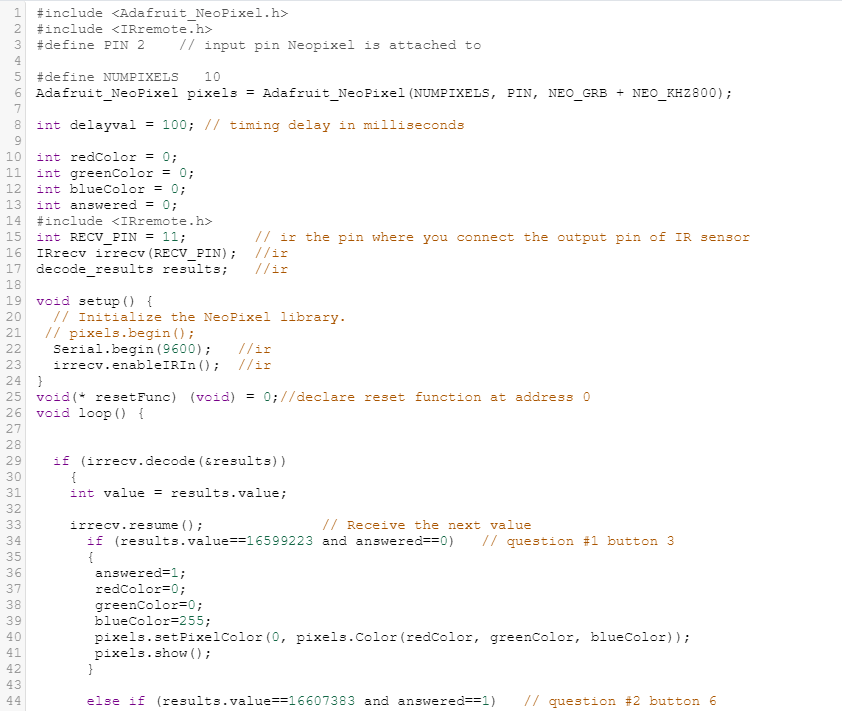 1 #include <Adafruit_NeoPixel.h>
2 #include <IRremote.h>
3 #define PIN 2    // input pin Neopixel is attached to
4
5 #define NUMPIXELS   10
6 Adafruit_NeoPixel pixels = Adafruit_NeoPixel(NUMPIXELS, PIN, NEO_GRB + NEO_KHZ800);
7
8 int delayval = 100; // timing delay in milliseconds
9
10 int redColor = 0;
11 int greenColor = 0;
12 int blueColor = 0;
13 int answered = 0;
14 #include <IRremote.h>
15 int RECV_PIN = 11;        // ir the pin where you connect the output pin of IR sensor
16 IRrecv irrecv(RECV_PIN);  //ir
17 decode_results results;   //ir
18
19 void setup() {
20   // Initialize the NeoPixel library.
21  // pixels.begin();
22   Serial.begin(9600);   //ir
23   irrecv.enableIRIn();  //ir
24 }
25 void(* resetFunc) (void) = 0;//declare reset function at address 0
26 void loop() {
27
28
29   if (irrecv.decode(&results))
30     {
31     int value = results.value;
32
33     irrecv.resume();              // Receive the next value
34       if (results.value==16599223 and answered==0)   // question #1 button 3
35       {
36        answered=1;
37        redColor=0;
38        greenColor=0;
39        blueColor=255;
40        pixels.setPixelColor(0, pixels.Color(redColor, greenColor, blueColor));
41        pixels.show();
42       }
43
44       else if (results.value==16607383 and answered==1)   // question #2 button 6